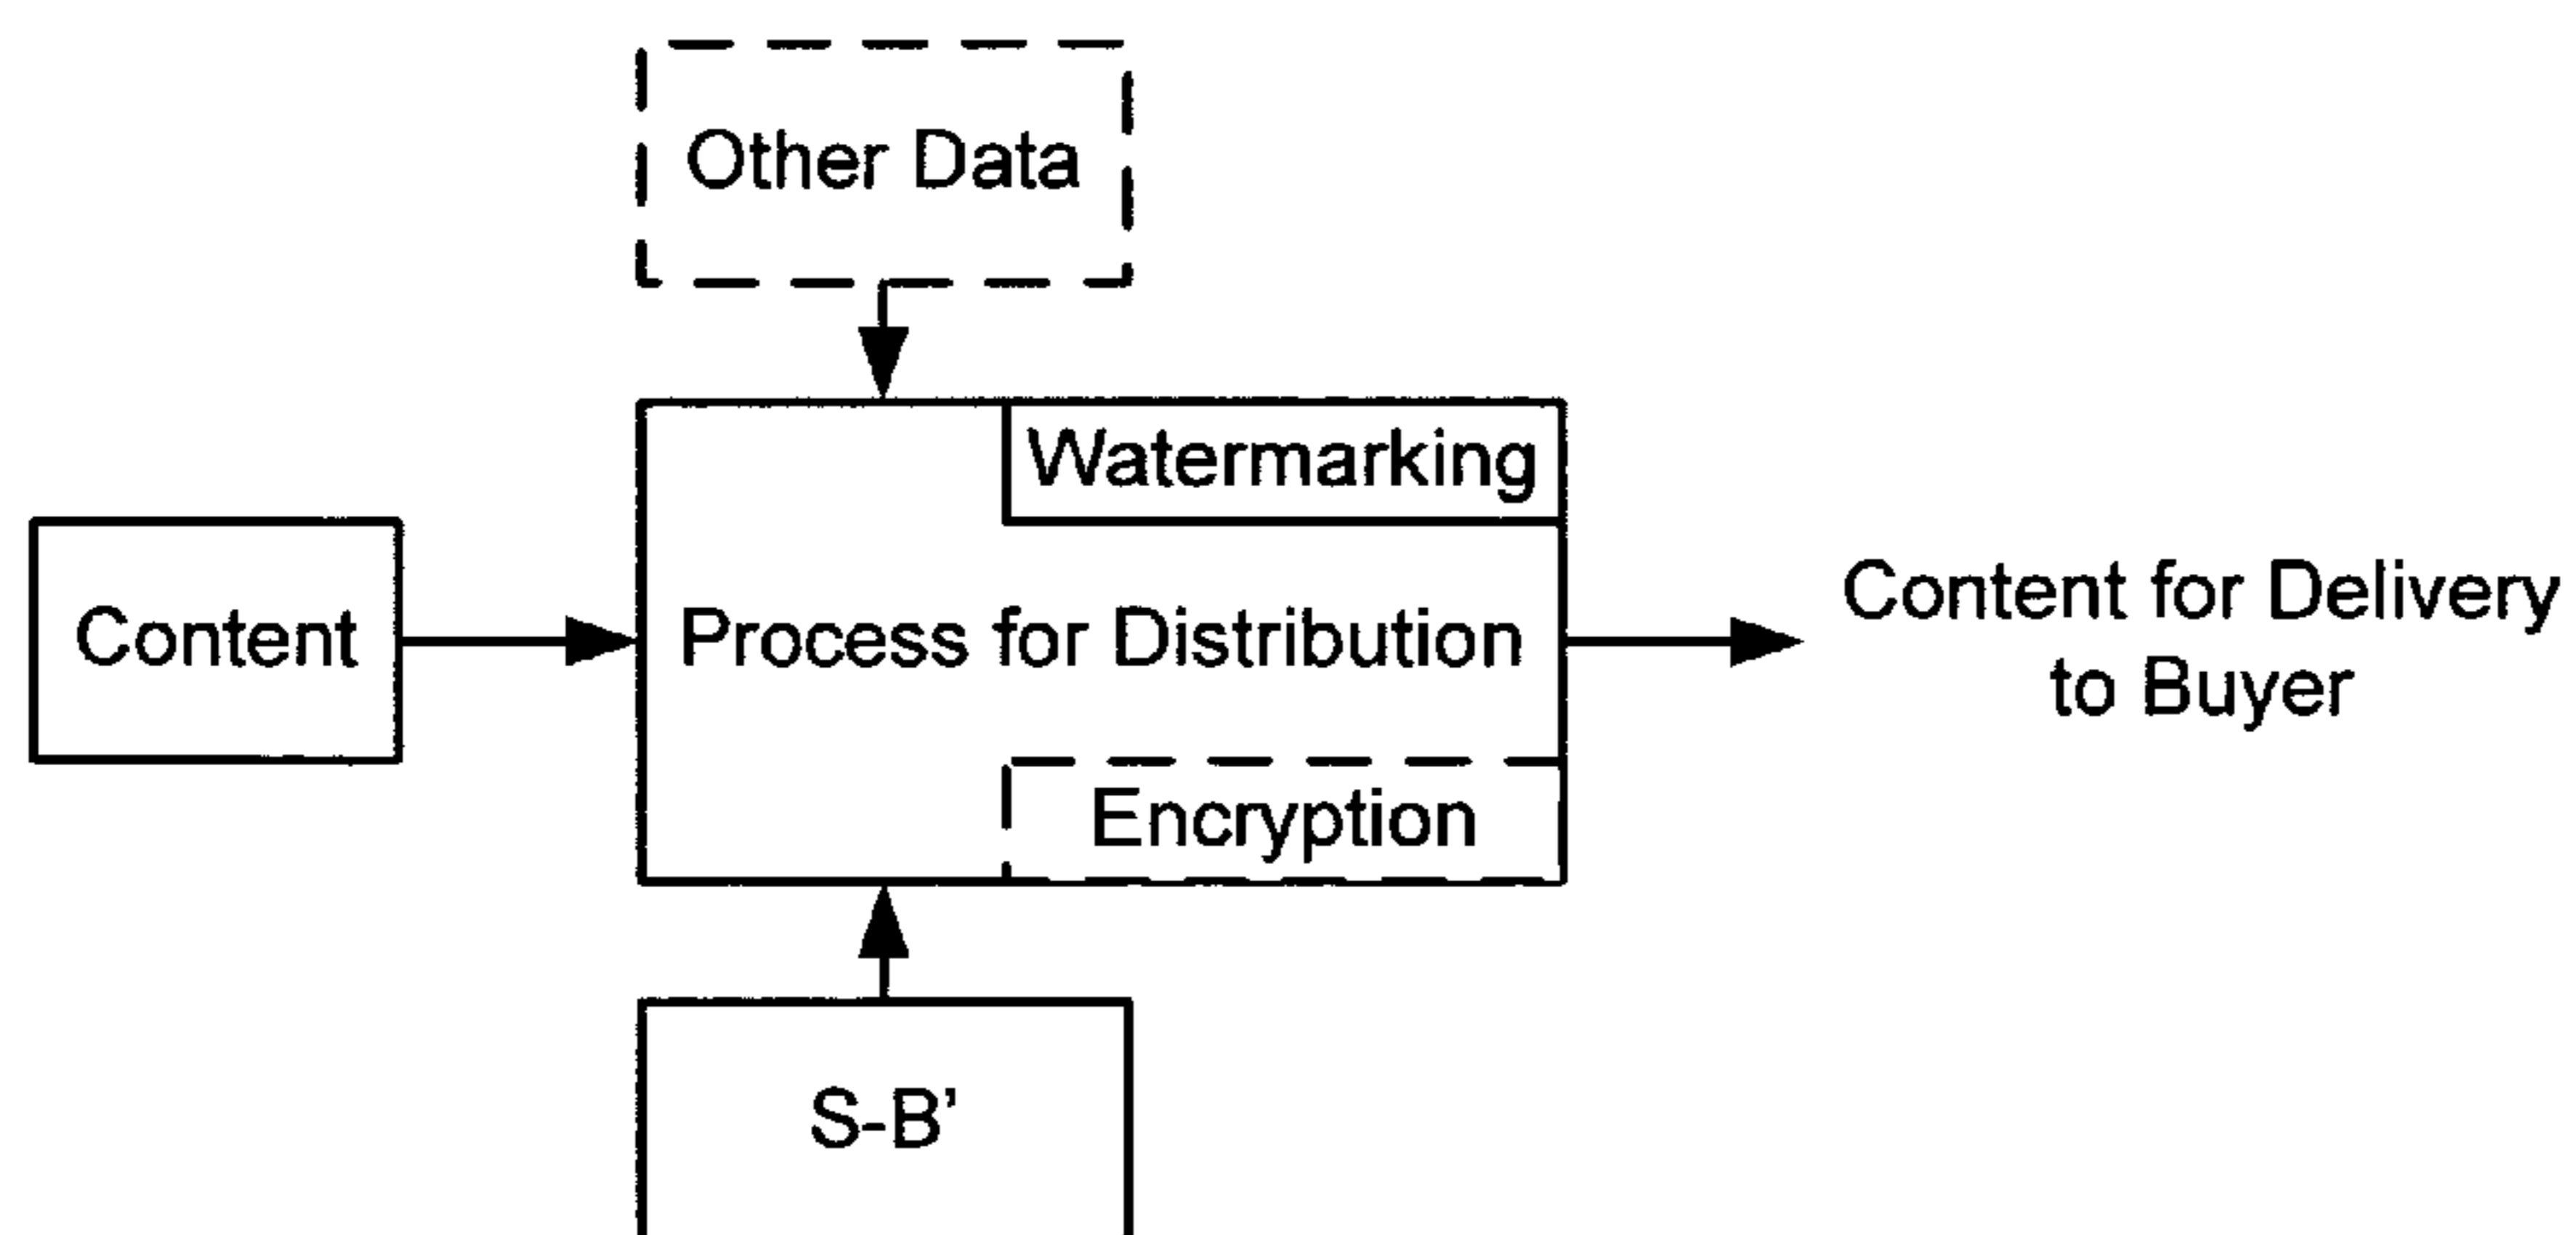 Other Data
Watermarking
Content
Process for Distribution
Content for Delivery
to Buyer
Encryption
S-B’